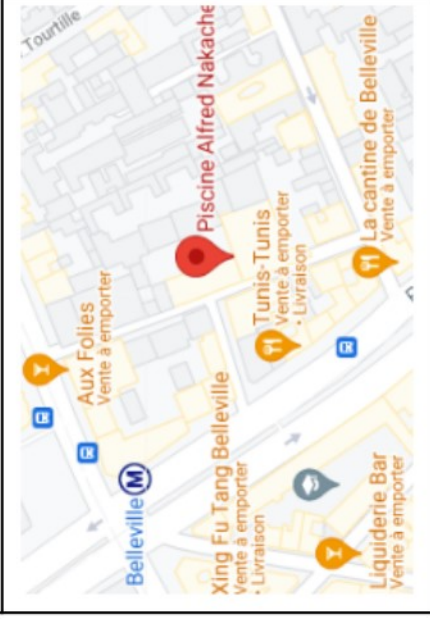 Tourtille
Aux Folies
Vente à emporter
Belleville M
Piscine Alfred Nakache
Tunis-Tunis
Vente à emporter
• Livraison
Xing Fu Tang Belleville
Vente à emporter
• Livraison
La cantine de Belleville
Vente à emporter
Liquiderie Bar
Vente à emporter